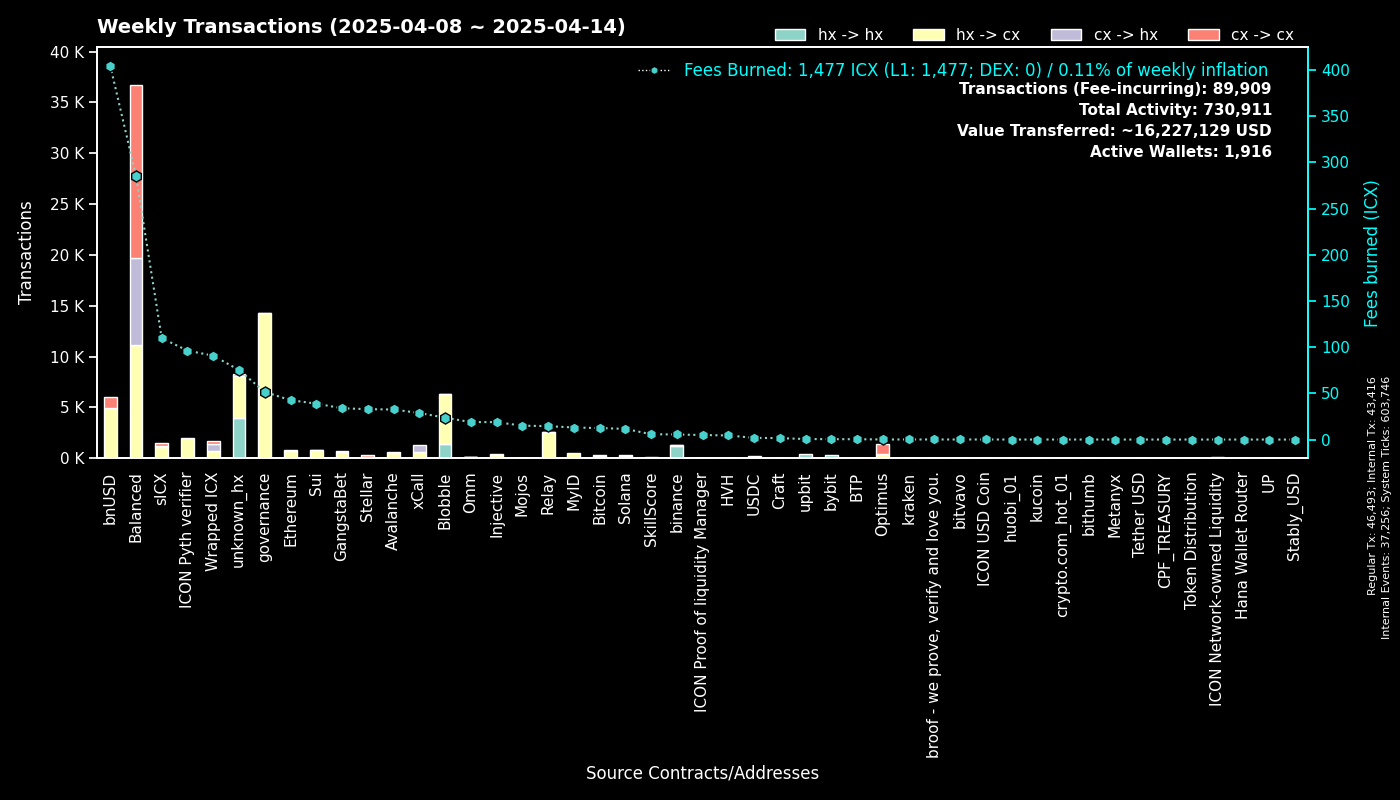 Weekly Transactions (2025-04-08 ~ 2025-04-14)
hx -> hx
hx -> cx
cx -> hx
cx -> cx
Fees Burned: 1,477 ICX (L1: 1,477; DEX: 0) / 0.11% of weekly inflation
Transactions (Fee-incurring): 89,909
Total Activity: 730,911
Value Transferred: ~16,227,129 USD
Active Wallets: 1,916
Transactions
40 K
35 K
30 K
25 K
20 K
15 K
10 K
5 K
0 K
400
350
300
250
200
150
100
50
0
Fees burned (ICX)
Regular Tx: 46,493; Internal Tx: 43,416
Internal Events: 37,256; System Ticks: 603,746
bnUSD
Balanced
sICX
ICON Pyth verifier
Wrapped ICX
unknown_hx
governance
Ethereum
Sui
GangstaBet
Stellar
Avalanche
xCall
Blobble
Omm
Injective
Mojos
Relay
MyID
Bitcoin
Solana
SkillScore
binance
ICON Proof of liquidity Manager
HVH
USDC
Craft
upbit
bybit
BTP
Optimus
kraken
broof - we prove, verify and love you.
bitvavo
ICON USD Coin
huobi_01
kucoin
crypto.com_hot_01
bithumb
Metanyx
Tether USD
CPF_TREASURY
Token Distribution
ICON Network-owned Liquidity
Hana Wallet Router
UP
Stably_USD
Source Contracts/Addresses